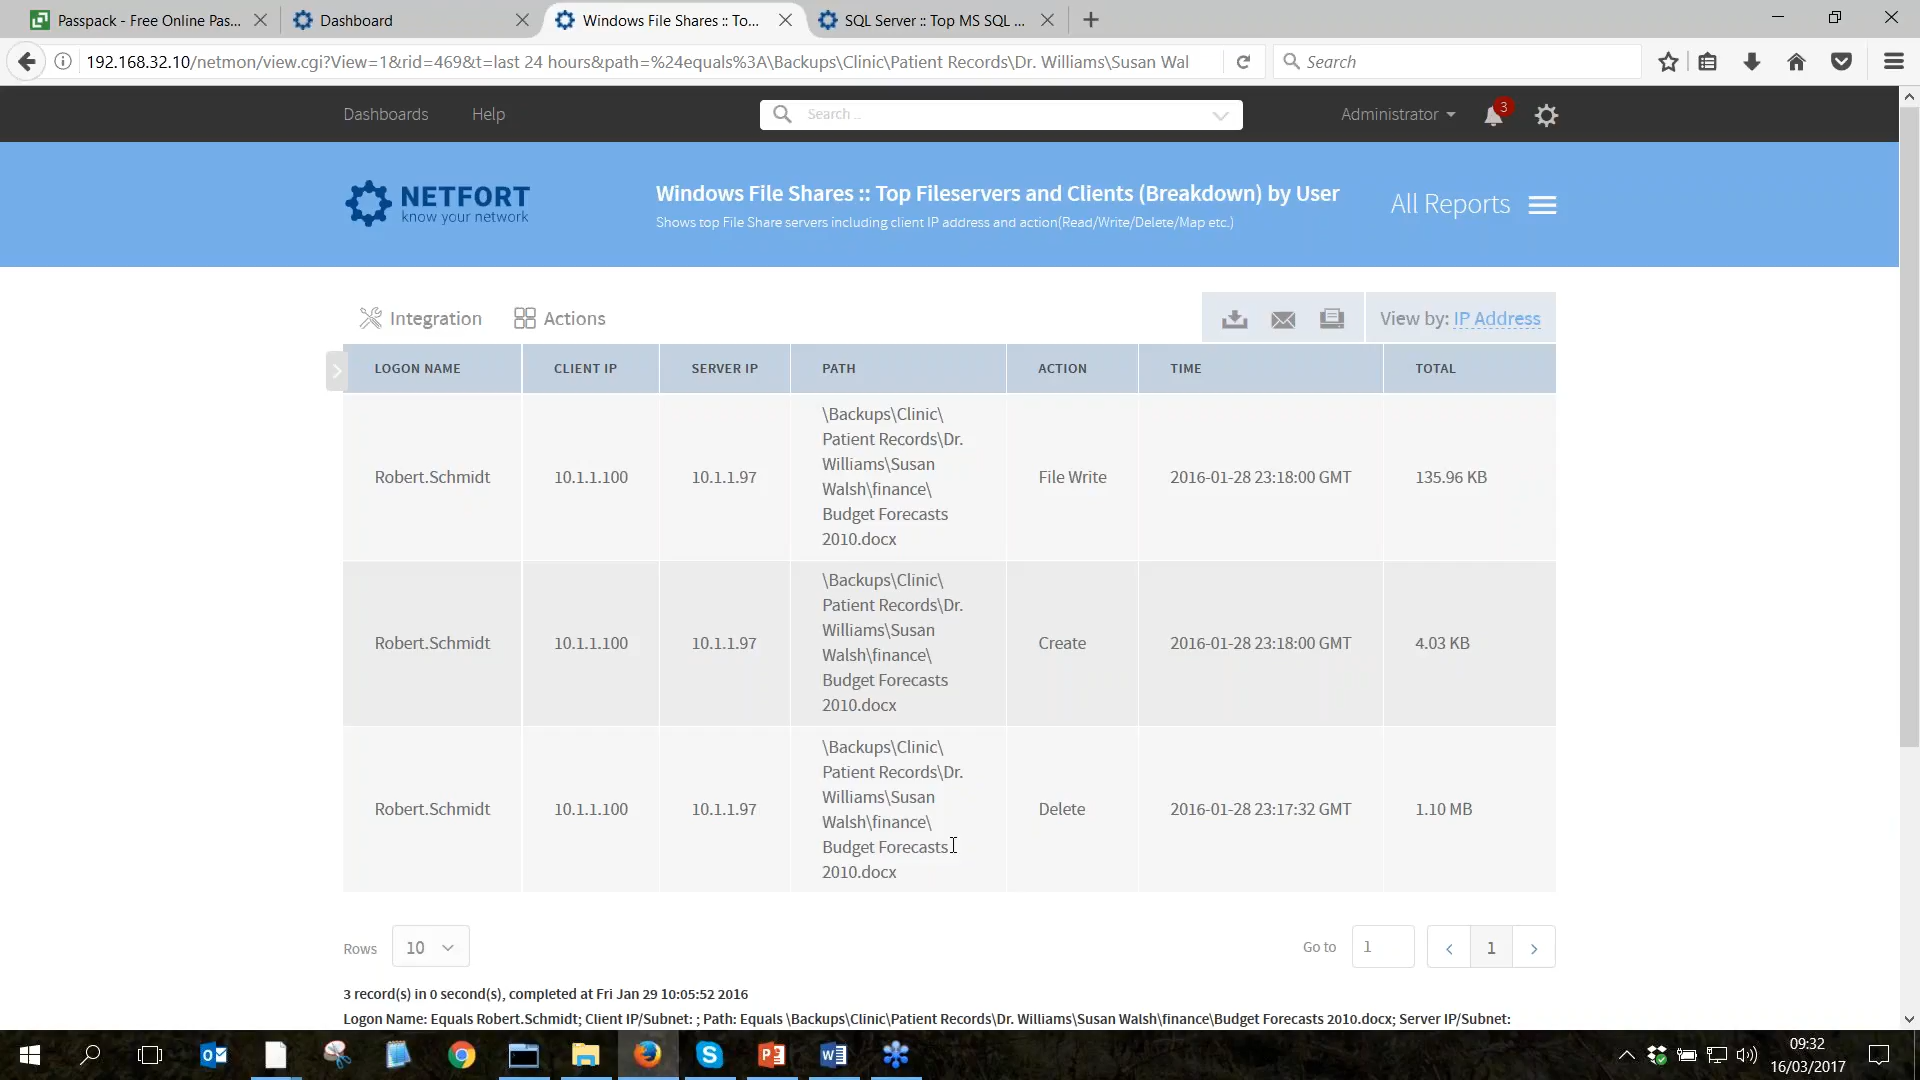 Passpack - Free Online Pas...
Dashboard
Windows File Shares :: To...
SQL Server :: Top MS SQL ...
192.168.32.10/netmon/view.cgi?View=1&rid=469&t=last 24 hours&path=%24equals%3A\Backups\Clinic\Patient Records\Dr. Williams\Susan Wal
Search
Dashboards
Help
Search ..
Administrator
3
NETFORT
know your network
Windows File Shares :: Top Fileservers and Clients (Breakdown) by User
Shows top File Share servers including client IP address and action(Read/Write/Delete/Map etc.)
All Reports
Integration
Actions
View by: IP Address
LOGON NAME CLIENT IP SERVER IP PATH ACTION TIME TOTAL
\Backups\Clinic\
Patient Records\Dr.
Williams\Susan
Robert.Schmidt 10.1.1.100 10.1.1.97 File Write 2016-01-28 23:18:00 GMT 135.96 KB
Walsh\finance\
Budget Forecasts
2010.docx
\Backups\Clinic\
Patient Records\Dr.
Williams\Susan
Robert.Schmidt 10.1.1.100 10.1.1.97 Create 2016-01-28 23:18:00 GMT 4.03 KB
Walsh\finance\
Budget Forecasts
2010.docx
\Backups\Clinic\
Patient Records\Dr.
Williams\Susan
Robert.Schmidt 10.1.1.100 10.1.1.97 Delete 2016-01-28 23:17:32 GMT 1.10 MB
Walsh\finance\
Budget Forecasts
2010.docx
Rows 10
Go to 1
1
3 record(s) in 0 second(s), completed at Fri Jan 29 10:05:52 2016
Logon Name: Equals Robert.Schmidt; Client IP/Subnet: ; Path: Equals \Backups\Clinic\Patient Records\Dr. Williams\Susan Walsh\finance\Budget Forecasts 2010.docx; Server IP/Subnet:
09:32
16/03/2017